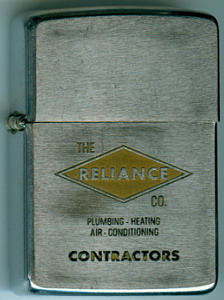 THE
RELIANCE
CO.
PLUMBING - HEATING
AIR-CONDITIONING
CONTRACTORS